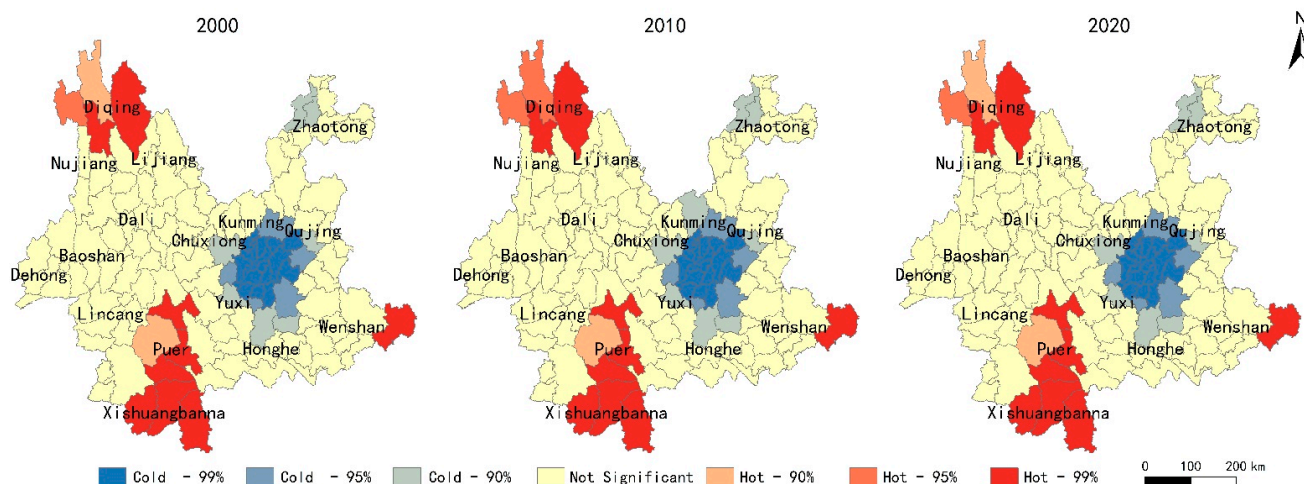 2000
2010
2020
N
Diqing
Zhaotong
Nujiang
Lijiang
Dali
Kunming
Qujing
Chuxiong
Baoshan
Dehong
Yuxi
Lincang
Wenshan
Puer
Honghe
Xishuangbanna
Diqing
Zhaotong
Nujiang
Lijiang
Dali
Kunming
Qujing
Chuxiong
Baoshan
Dehong
Yuxi
Lincang
Wenshan
Puer
Honghe
Xishuangbanna
Diqing
Zhaotong
Nujiang
Lijiang
Dali
Kunming
Qujing
Chuxiong
Baoshan
Dehong
Yuxi
Lincang
Wenshan
Puer
Honghe
Xishuangbanna
Cold - 99%
Cold - 95%
Cold - 90%
Not Significant
Hot - 90%
Hot - 95%
Hot - 99%
0 100 200 km